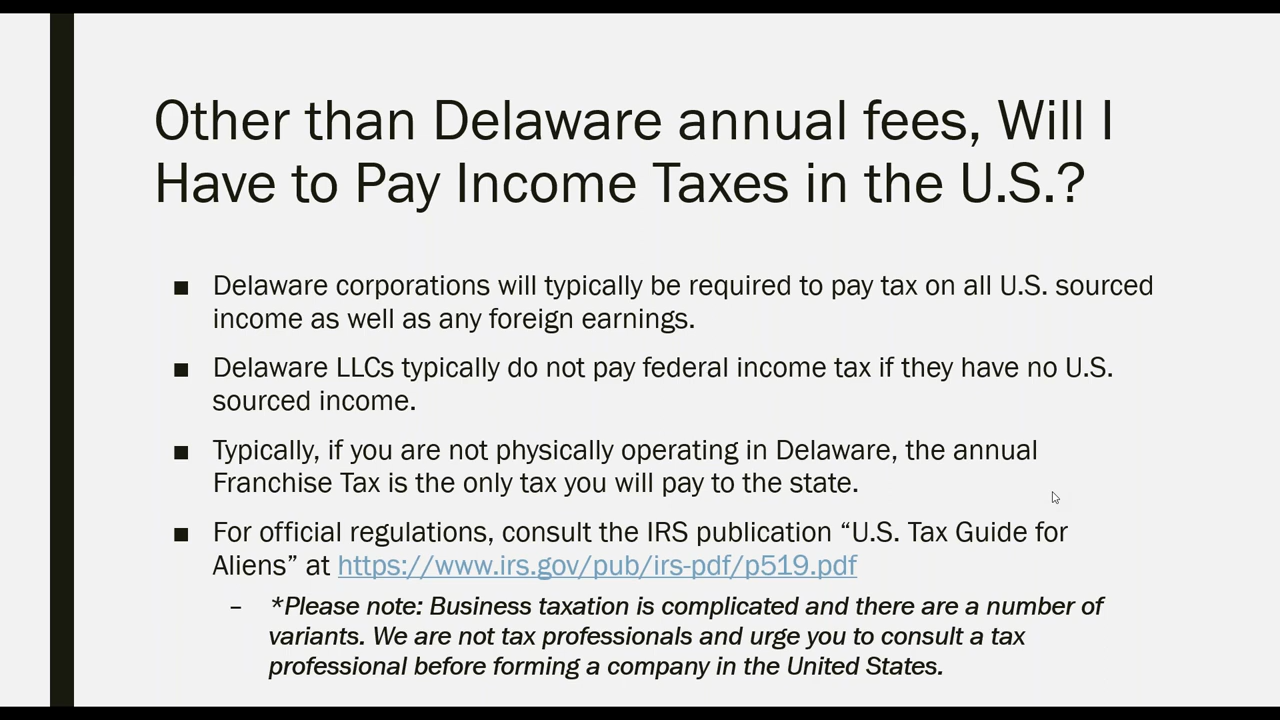 Other than Delaware annual fees, Will I
Have to Pay Income Taxes in the U.S.?
■ Delaware corporations will typically be required to pay tax on all U.S. sourced
income as well as any foreign earnings.
■ Delaware LLCs typically do not pay federal income tax if they have no U.S.
sourced income.
■ Typically, if you are not physically operating in Delaware, the annual
Franchise Tax is the only tax you will pay to the state.
■ For official regulations, consult the IRS publication “U.S. Tax Guide for
Aliens” at https://www.irs.gov/pub/irs-pdf/p519.pdf
– *Please note: Business taxation is complicated and there are a number of
variants. We are not tax professionals and urge you to consult a tax
professional before forming a company in the United States.